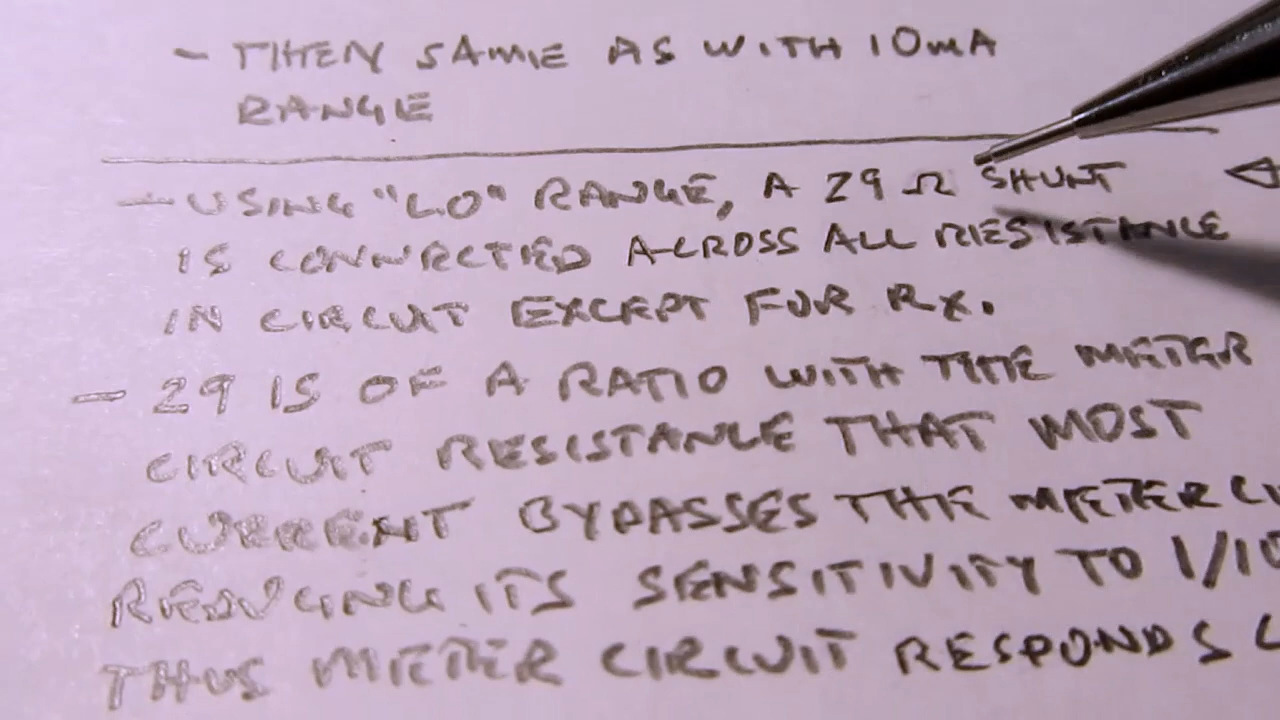 - THEN SAME AS WITH 10mA
RANGE
- USING "LO" RANGE, A 29 Ω SHUNT
IS CONNECTED ACROSS ALL RESISTANCE
IN CIRCUIT EXCEPT FOR RX.
- 29 IS OF A RATIO WITH THE METER
CIRCUIT RESISTANCE THAT MOST
CURRENT BYPASSES THE METER
REDUCING ITS SENSITIVITY TO 1/10
THUS METER CIRCUIT RESPONDS